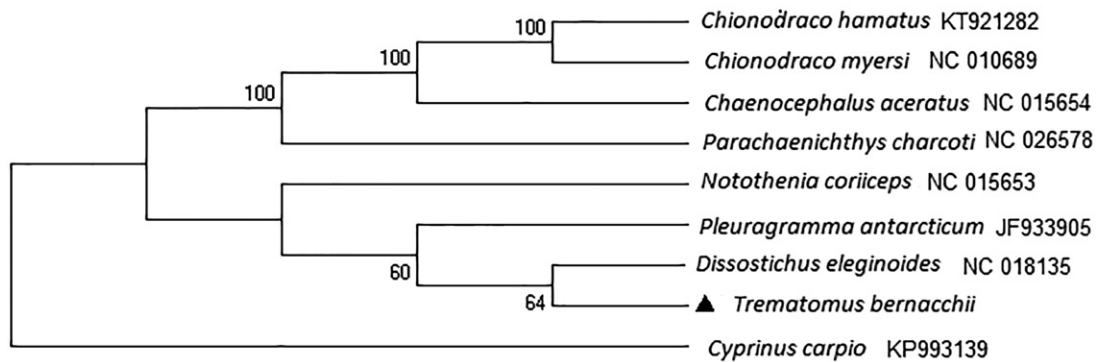 100 Chionodraco hamatus KT921282
100 Chionodraco myersi NC 010689
100 Chaenocephalus aceratus NC 015654
Parachaenichthys charcoti NC 026578
Notothenia coriiceps NC 015653
Pleuragramma antarcticum JF933905
60 Dissostichus eleginoides NC 018135
64 ▲ Trematomus bernacchii
Cyprinus carpio KP993139